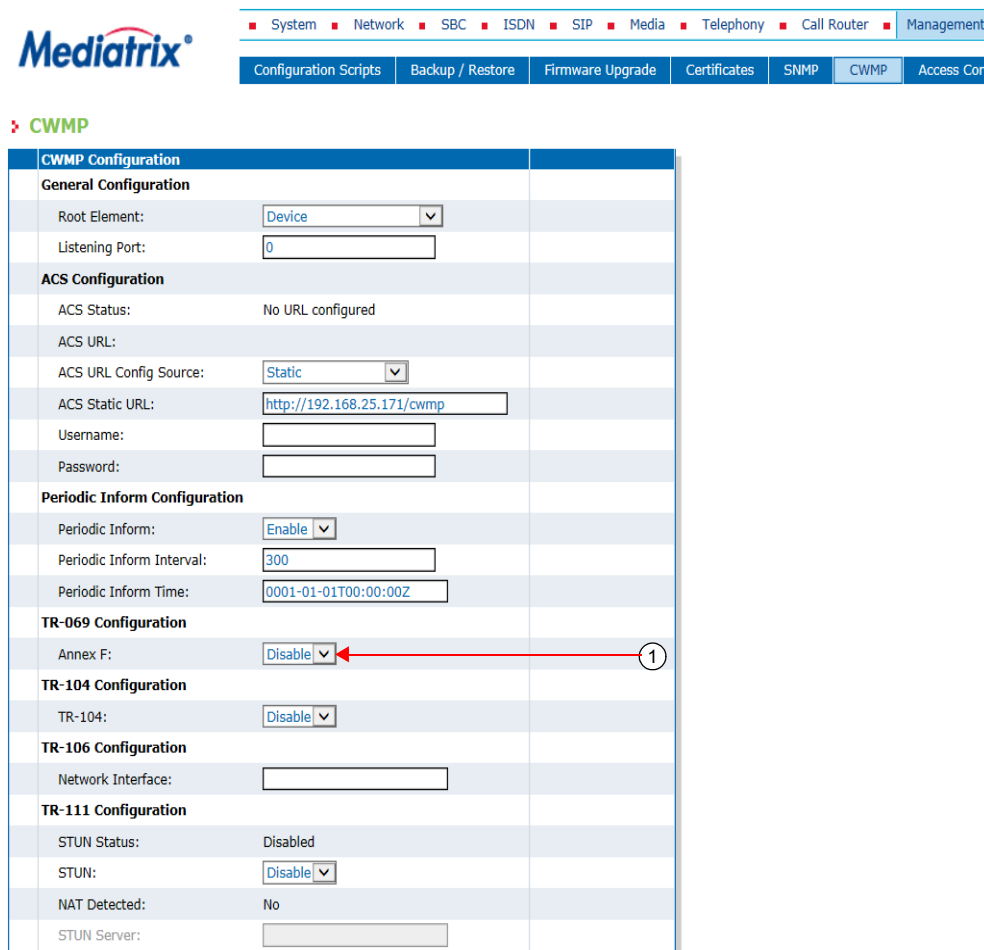 Mediatrix®
System Network SBC ISDN SIP Media Telephony Call Router Management
Configuration Scripts Backup / Restore Firmware Upgrade Certificates SNMP CWMP Access Con
CWMP
CWMP Configuration
General Configuration
Root Element: Device
Listening Port: 0
ACS Configuration
ACS Status: No URL configured
ACS URL:
ACS URL Config Source: Static
ACS Static URL: http://192.168.25.171/cwmp
Username:
Password:
Periodic Inform Configuration
Periodic Inform: Enable
Periodic Inform Interval: 300
Periodic Inform Time: 0001-01-01T00:00:00Z
TR-069 Configuration
Annex F: Disable 1
TR-104 Configuration
TR-104: Disable
TR-106 Configuration
Network Interface:
TR-111 Configuration
STUN Status: Disabled
STUN: Disable
NAT Detected: No
STUN Server: